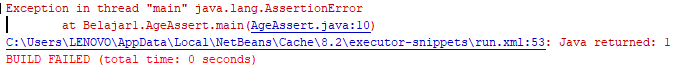 Exception in thread "main" java.lang.AssertionError
at Belajar1.AgeAssert.main(AgeAssert.java:10)
C:\Users\LENOVO\AppData\Local\NetBeans\Cache\8.2\executor-snippets\run.xml:53: Java returned: 1
BUILD FAILED (total time: 0 seconds)